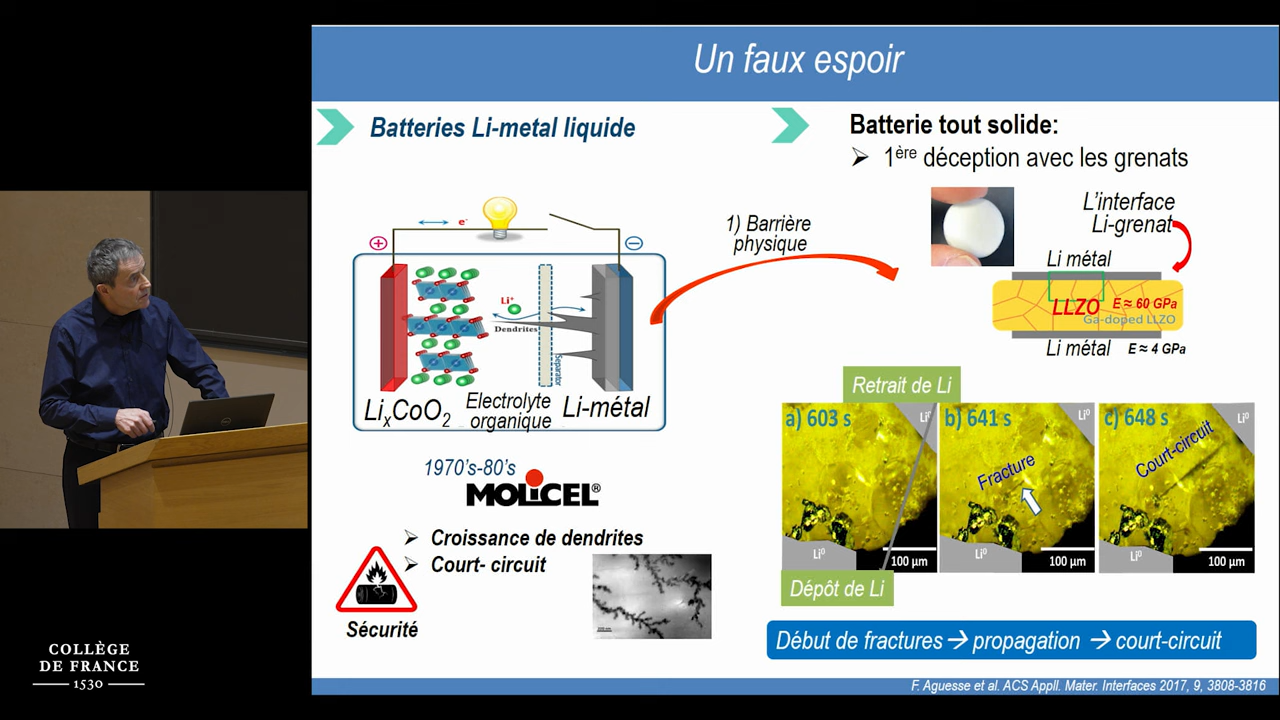 Un faux espoir
Batteries Li-metal liquide
e-
+
−
Li+
Dendrites
Separator
LixCoO2
Electrolyte
organique
Li-métal
1970's-80's
MOLiCEL®
➢ Croissance de dendrites
➢ Court- circuit
Sécurité
1) Barrière
physique
Batterie tout solide:
➢ 1ère déception avec les grenats
L'interface
Li-grenat
Li métal
LLZO
E ≈ 60 GPa
Ga-doped LLZO
Li métal
E ≈ 4 GPa
Retrait de Li
a) 603 s
Li0
Li0
100 µm
b) 641 s
Li0
Fracture
Li0
100 µm
c) 648 s
Li0
Court-circuit
Li0
100 µm
Dépôt de Li
Début de fractures → propagation → court-circuit
F. Aguesse et al. ACS Appll. Mater. Interfaces 2017, 9, 3808-3816
COLLÈGE
DE FRANCE
1530